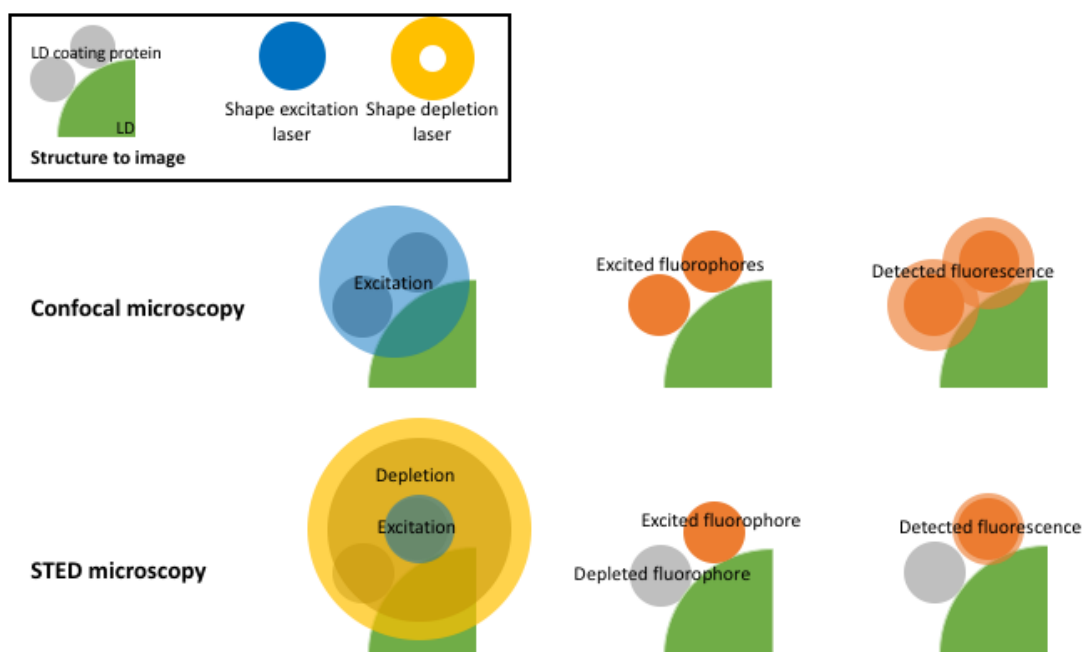 LD coating protein
LD
Structure to image
Shape excitation
laser
Shape depletion
laser
Confocal microscopy
Excitation
Excited fluorophores
Detected fluorescence
STED microscopy
Depletion
Excitation
Excited fluorophore
Depleted fluorophore
Detected fluorescence